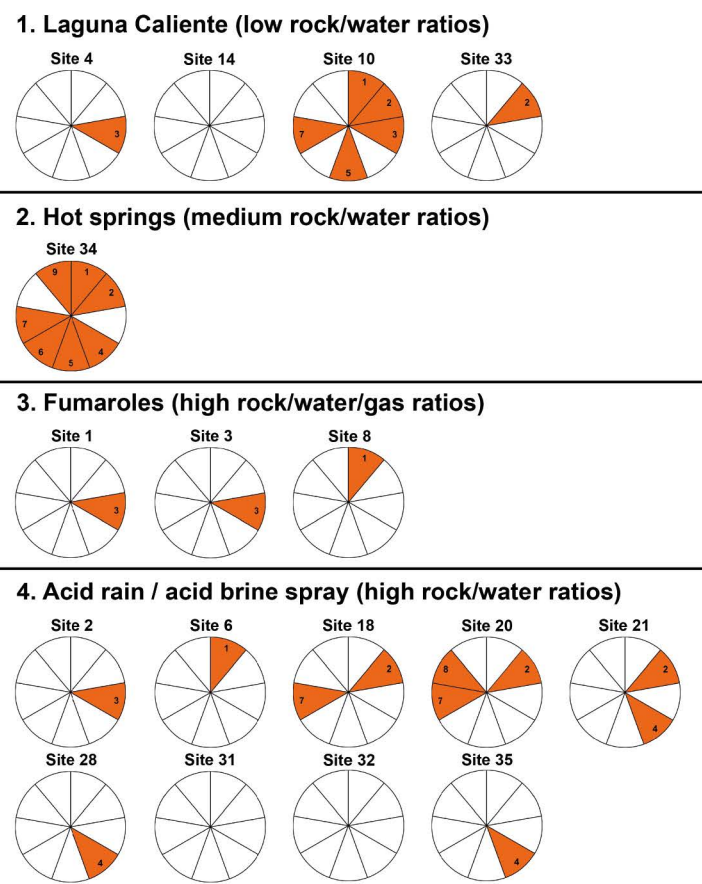 1. Laguna Caliente (low rock/water ratios)
Site 4 Site 14 Site 10 Site 33
3
1
2
3
5
7
2
2. Hot springs (medium rock/water ratios)
Site 34
9 1
2
4
5
6
7
3. Fumaroles (high rock/water/gas ratios)
Site 1 Site 3 Site 8
3
3
1
4. Acid rain / acid brine spray (high rock/water ratios)
Site 2 Site 6 Site 18 Site 20 Site 21
3
1
2
7
8 2
7
2
4
Site 28 Site 31 Site 32 Site 35
4
4